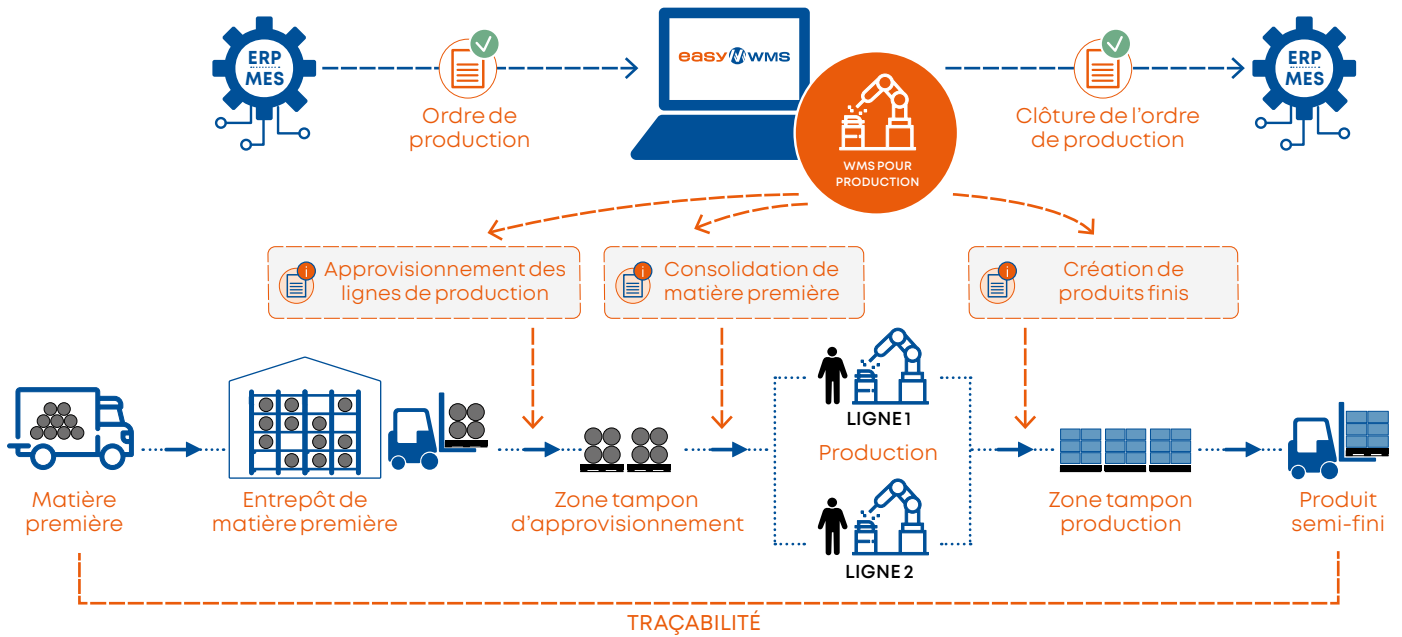 ERP
MES
Ordre de
production
easy WMS
WMS POUR
PRODUCTION
Clôture de l'ordre
de production
ERP
MES
i
Approvisionnement des
lignes de production
i
Consolidation de
matière première
i
Création de
produits finis
Matière
première
Entrepôt de
matière première
Zone tampon
d'approvisionnement
LIGNE 1
Production
LIGNE 2
Zone tampon
production
Produit
semi-fini
TRAÇABILITÉ